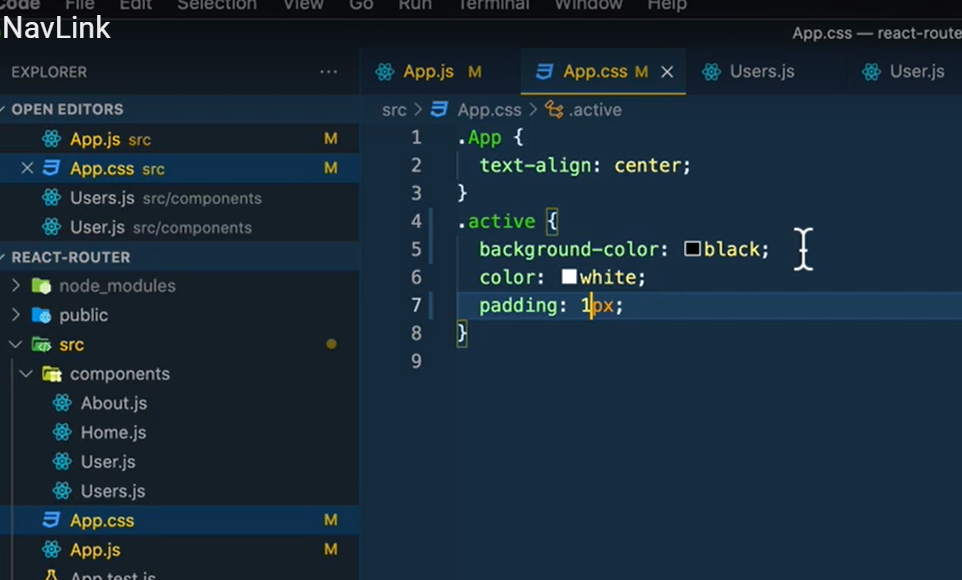 Code File Edit Selection View Go Run Terminal Window Help
NavLink
App.css — react-route
EXPLORER ...
OPEN EDITORS
App.js src M
App.css src M
Users.js src/components
User.js src/components
REACT-ROUTER
node_modules
public
src
components
About.js
Home.js
User.js
Users.js
App.css M
App.js M
App.test.js
App.js M
App.css M
Users.js
User.js
src > App.css > .active
1 .App {
2 text-align: center;
3 }
4 .active {
5 background-color: black;
6 color: white;
7 padding: 1px;
8 }
9